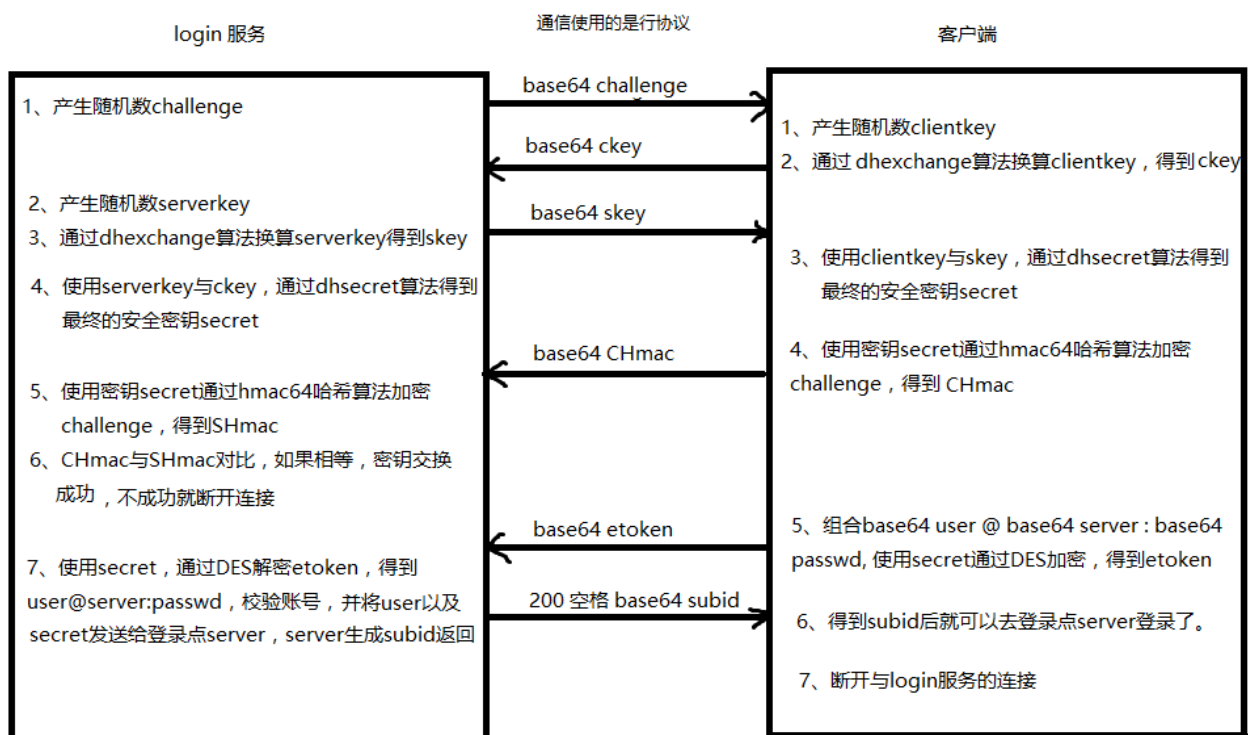 login 服务
通信使用的是行协议
客户端
1、产生随机数challenge
2、产生随机数serverkey
3、通过dhexchange算法换算serverkey得到skey
4、使用serverkey与ckey，通过dhsecret算法得到
最终的安全密钥secret
5、使用密钥secret通过hmac64哈希算法加密
challenge，得到SHmac
6、CHmac与SHmac对比，如果相等，密钥交换
成功，不成功就断开连接
7、使用secret，通过DES解密etoken，得到
user@server:passwd，校验账号，并将user以及
secret发送给登录点server，server生成subid返回
base64 challenge
base64 ckey
base64 skey
base64 CHmac
base64 etoken
200 空格 base64 subid
1、产生随机数clientkey
2、通过 dhexchange算法换算clientkey，得到ckey
3、使用clientkey与skey，通过dhsecret算法得到
最终的安全密钥secret
4、使用密钥secret通过hmac64哈希算法加密
challenge，得到 CHmac
5、组合base64 user @ base64 server : base64
passwd, 使用secret通过DES加密，得到etoken
6、得到subid后就可以去登录点server登录了。
7、断开与login服务的连接